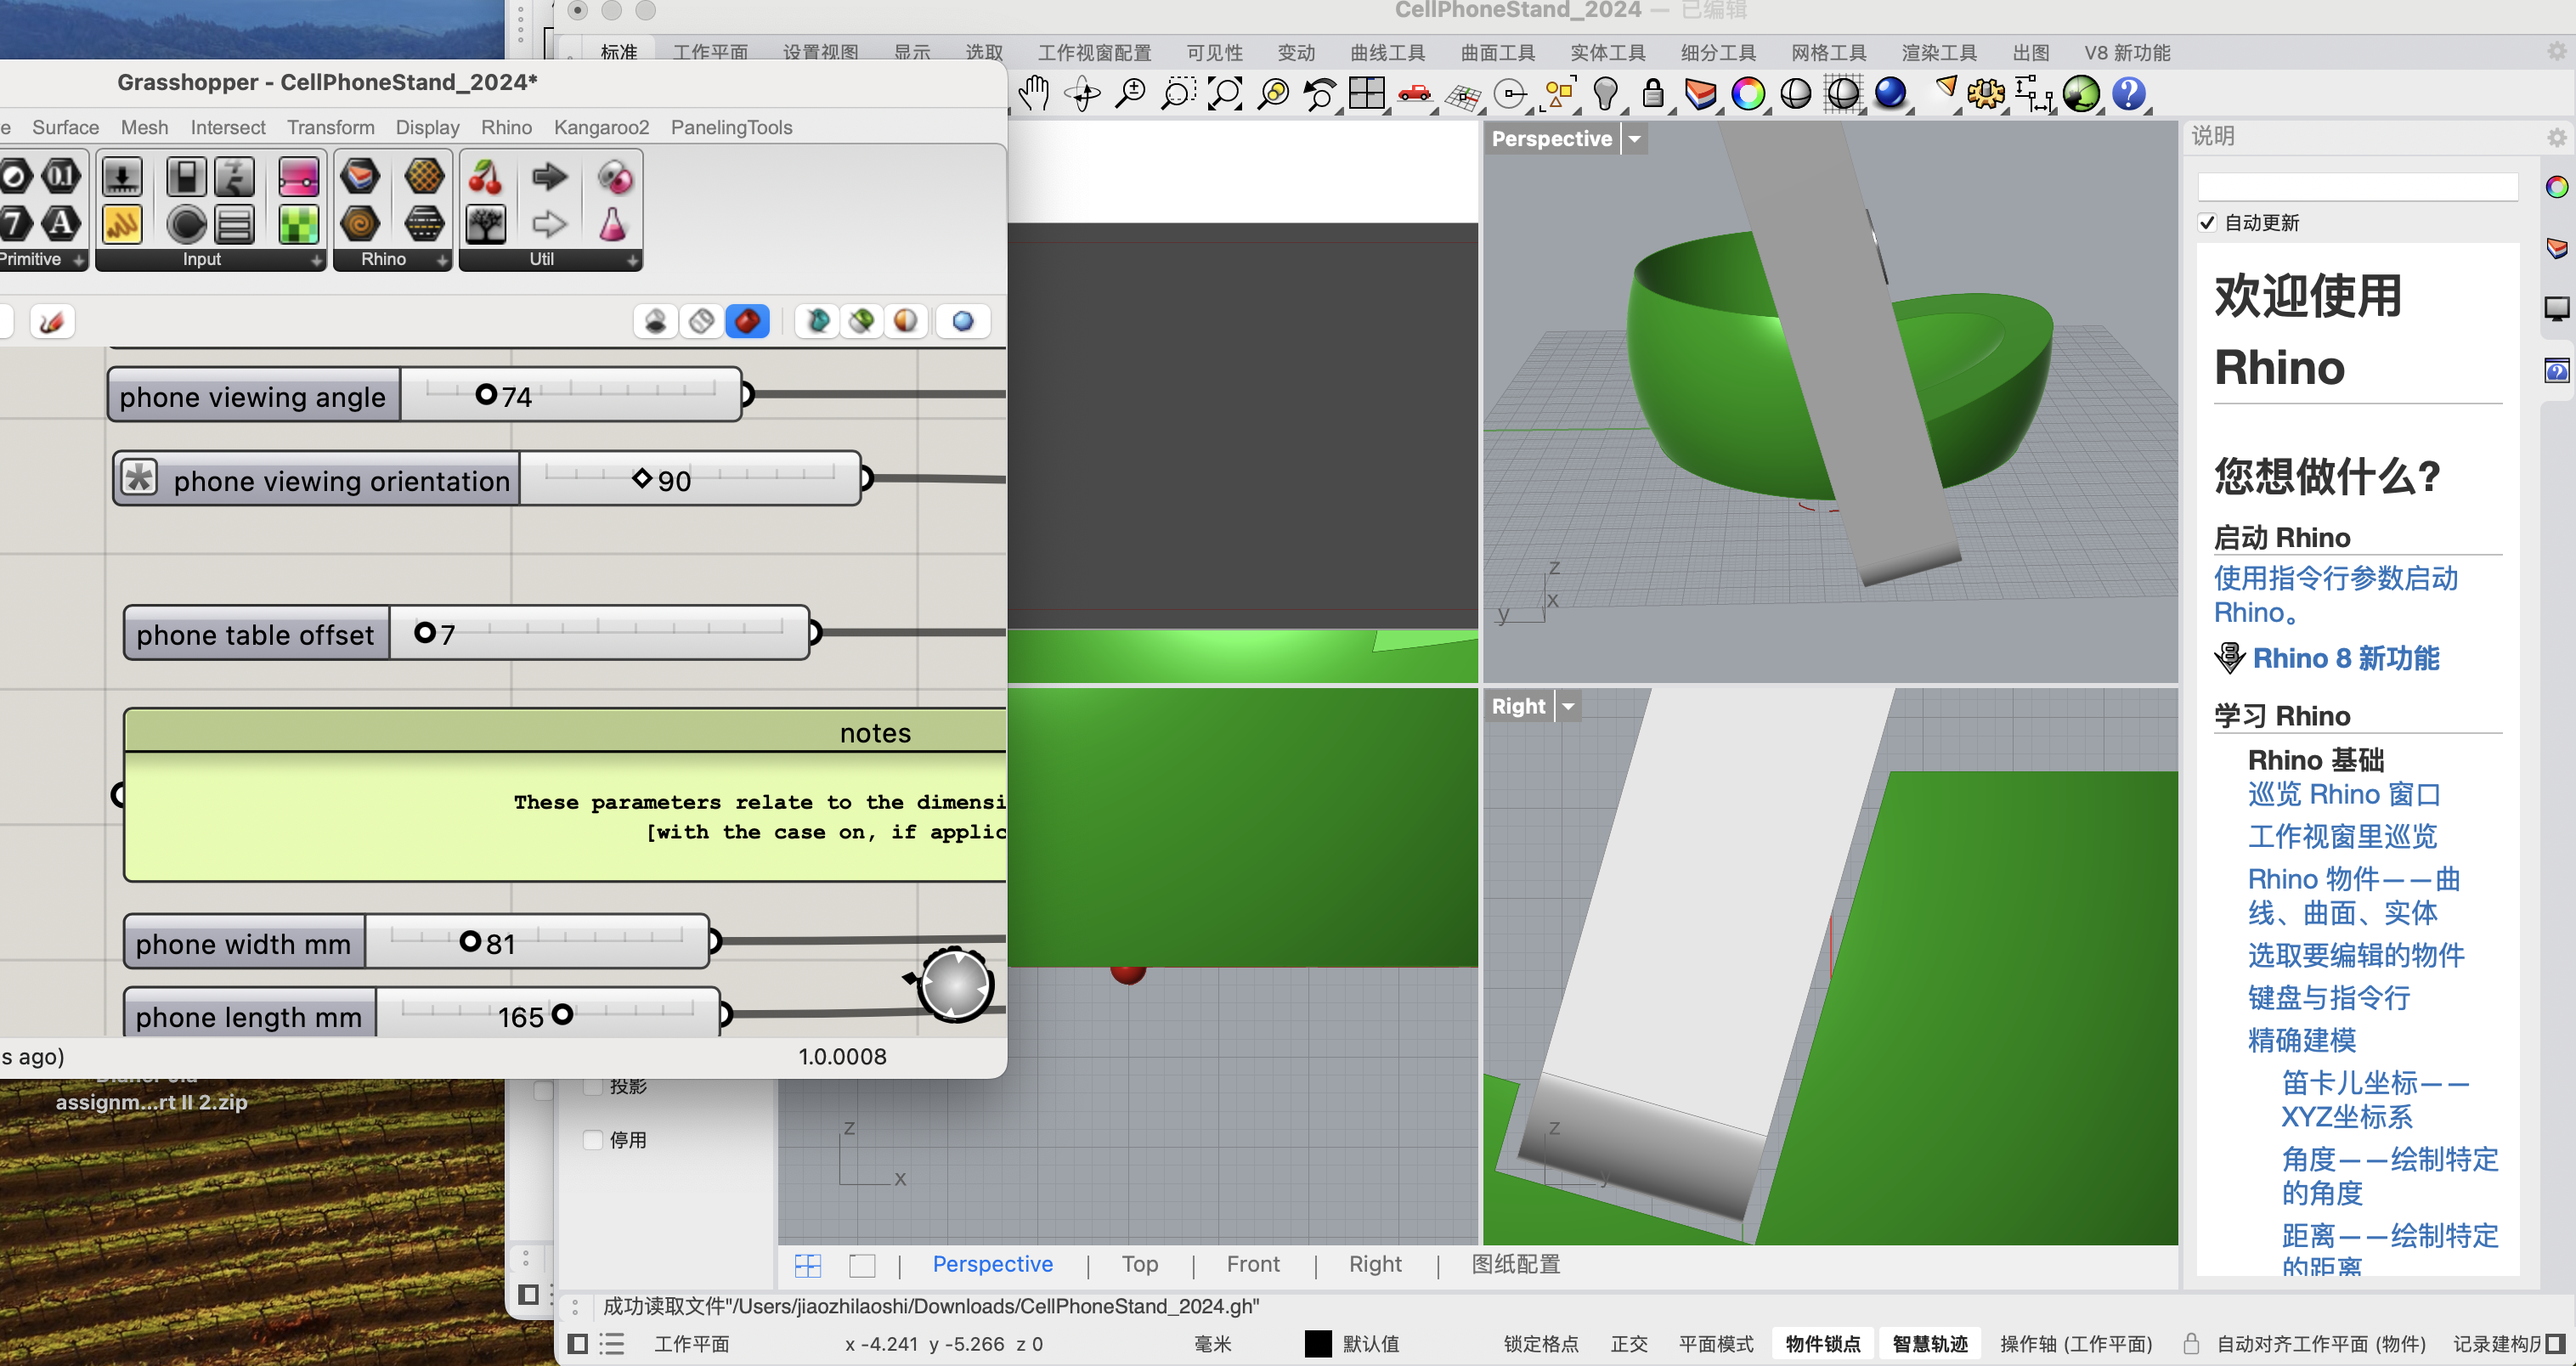 CellPhoneStand_2024 — 已编辑
标准 工作平面 设置视图 显示 选取 工作视窗配置 可见性 变动 曲线工具 曲面工具 实体工具 细分工具 网格工具 渲染工具 出图 V8 新功能
Grasshopper - CellPhoneStand_2024*
e Surface Mesh Intersect Transform Display Rhino Kangaroo2 PanelingTools
Primitive Input Rhino Util
phone viewing angle 74
phone viewing orientation 90
phone table offset 7
notes
These parameters relate to the dimensi
[with the case on, if applic
phone width mm 81
phone length mm 165
s ago) 1.0.0008
assignm...rt II 2.zip
投影
停用
Perspective
z
x
y
Right
z
y
z
x
Perspective | Top | Front | Right | 图纸配置
成功读取文件"/Users/jiaozhilaoshi/Downloads/CellPhoneStand_2024.gh"
工作平面 x -4.241 y -5.266 z 0 毫米 默认值 锁定格点 正交 平面模式 物件锁点 智慧轨迹 操作轴 (工作平面) 自动对齐工作平面 (物件) 记录建构历
说明
自动更新
欢迎使用
Rhino
您想做什么?
启动 Rhino
使用指令行参数启动
Rhino。
Rhino 8 新功能
学习 Rhino
Rhino 基础
巡览 Rhino 窗口
工作视窗里巡览
Rhino 物件——曲
线、曲面、实体
选取要编辑的物件
键盘与指令行
精确建模
笛卡儿坐标——
XYZ坐标系
角度——绘制特定
的角度
距离——绘制特定
的距离